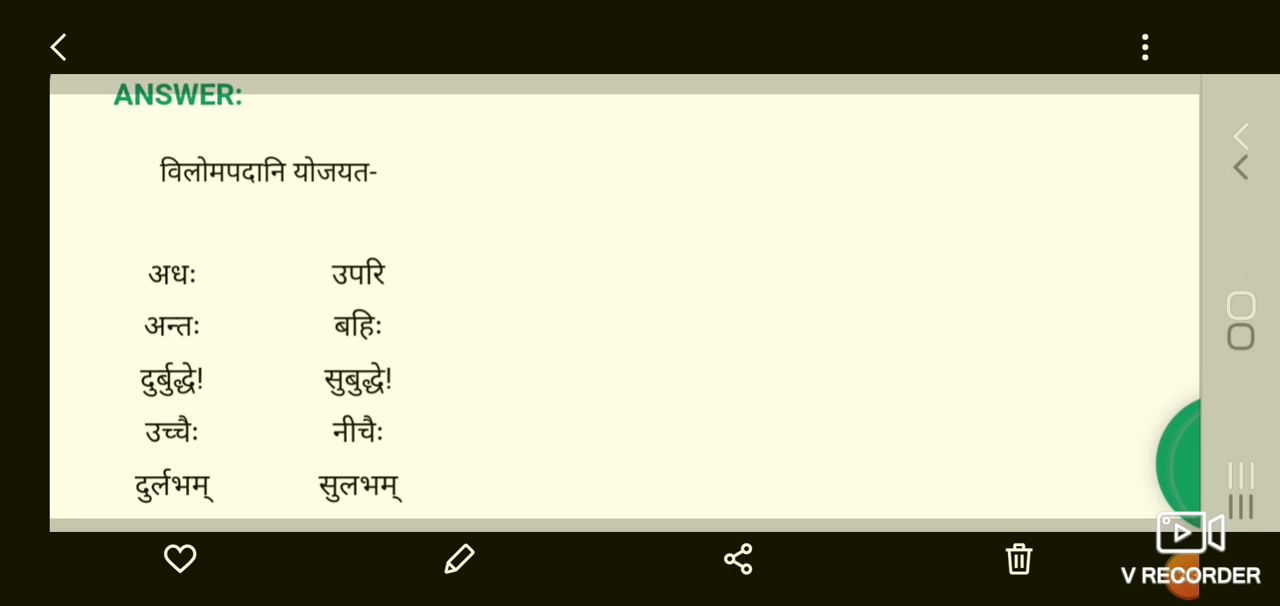 ANSWER:
विलोमपदानि योजयत-
अधः उपरि
अन्तः बहिः
दुर्बुद्धे! सुबुद्धे!
उच्चैः नीचैः
दुर्लभम् सुलभम्
V RECORDER